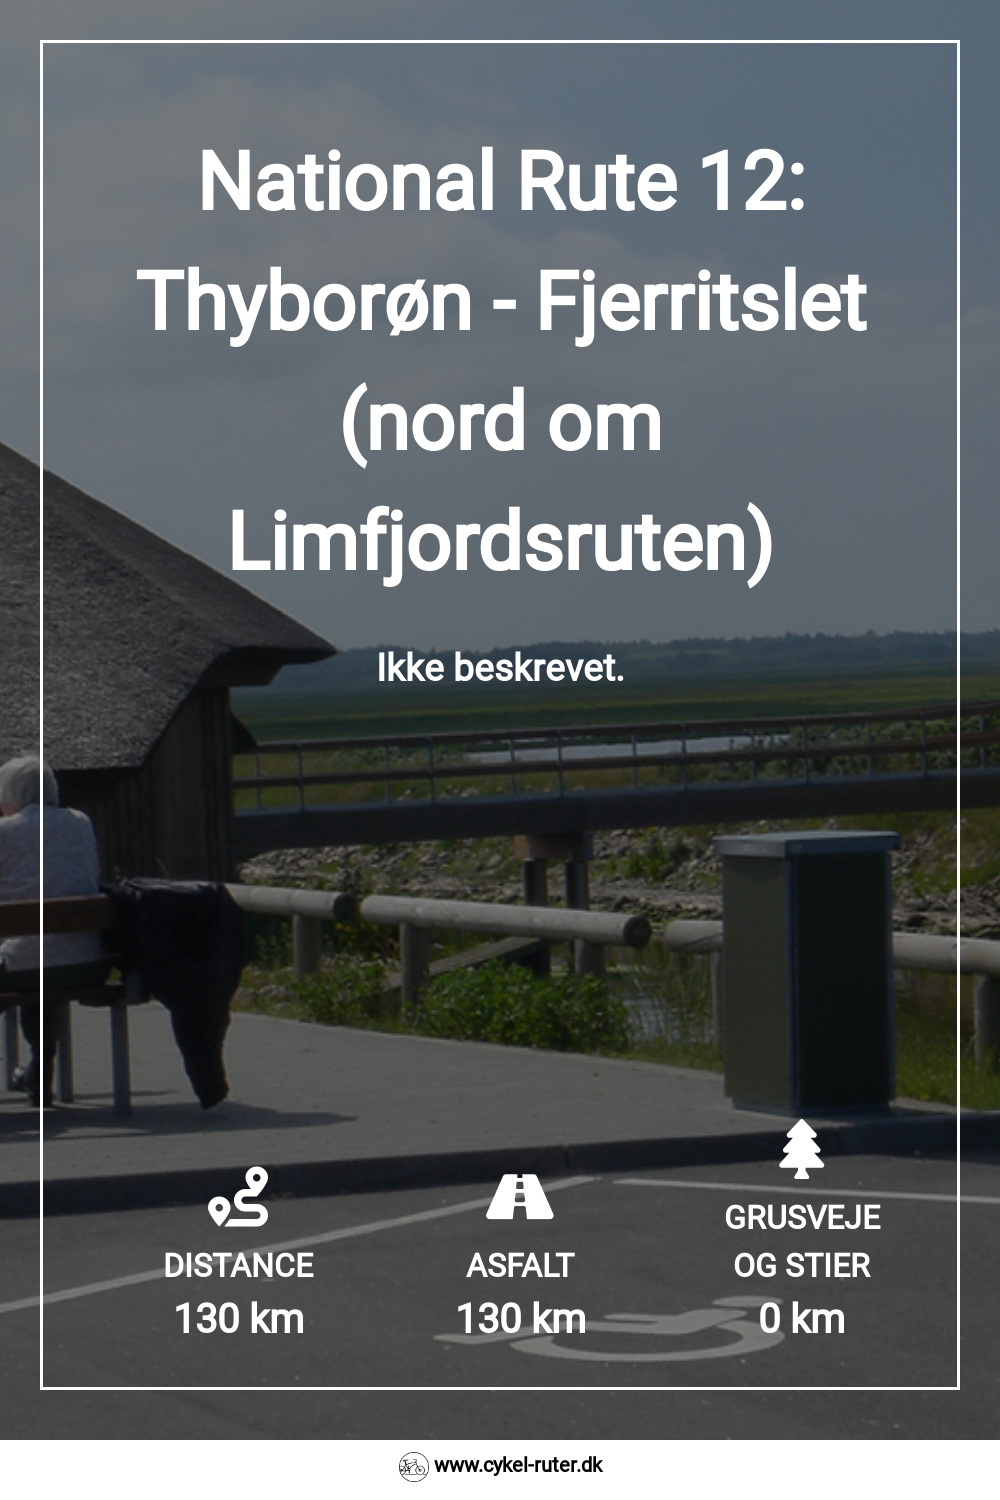 National Rute 12:
Thyborøn - Fjerritslet
(nord om
Limfjordsruten)
Ikke beskrevet.
DISTANCE
130 km
ASFALT
130 km
GRUSVEJE
OG STIER
0 km
www.cykel-ruter.dk